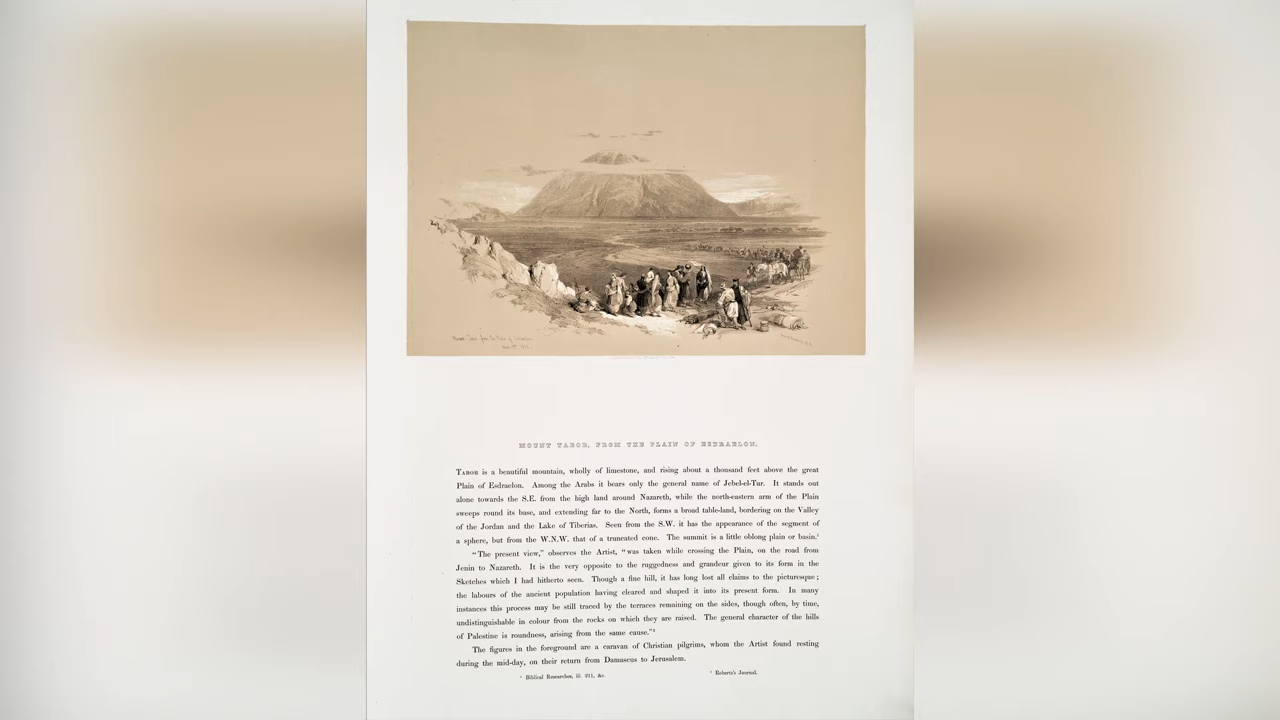 Mount Tabor from the Plain of Esdraelon
MOUNT TABOR, FROM THE PLAIN OF ESDRAELON.
TABOR is a beautiful mountain, wholly of limestone, and rising about a thousand feet above the great
Plain of Esdraelon. Among the Arabs it bears only the general name of Jebel-el-Tur. It stands out
alone towards the S.E. from the high land around Nazareth, while the north-eastern arm of the Plain
sweeps round its base, and extending far to the North, forms a broad table-land, bordering on the Valley
of the Jordan and the Lake of Tiberias. Seen from the S.W. it has the appearance of the segment of
a sphere, but from the W.N.W. that of a truncated cone. The summit is a little oblong plain or basin.¹
“The present view,” observes the Artist, “was taken while crossing the Plain, on the road from
Jenin to Nazareth. It is the very opposite to the raggedness and grandeur given to its form in the
Sketches which I had hitherto seen. Though a fine hill, it has long lost all claims to the picturesque;
the labours of the ancient population having cleared and shaped it into its present form. In many
instances this process may be still traced by the terraces remaining on the sides, though often, by time,
undistinguishable in colour from the rocks on which they are raised. The general character of the hills
of Palestine is roundness, arising from the same cause.”²
The figures in the foreground are a caravan of Christian pilgrims, whom the Artist found resting
during the mid-day, on their return from Damascus to Jerusalem.
¹ Biblical Researches, iii. 211, &c. ² Roberts's Journal.